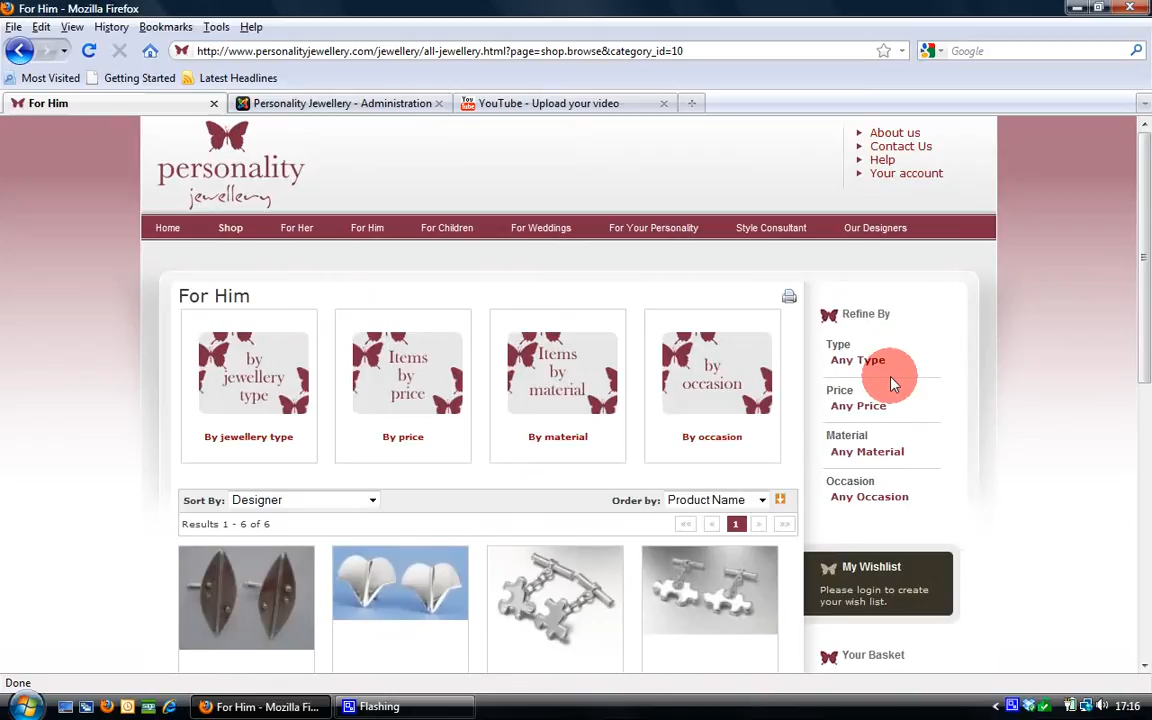 For Him - Mozilla Firefox
File Edit View History Bookmarks Tools Help
http://www.personalityjewellery.com/jewellery/all-jewellery.html?page=shop.browse&category_id=10
Google
Most Visited Getting Started Latest Headlines
For Him
Personality Jewellery - Administration
You Tube
YouTube - Upload your video
personality
jewellery
About us
Contact Us
Help
Your account
Home Shop For Her For Him For Children For Weddings For Your Personality Style Consultant Our Designers
For Him
by
jewellery
type
Items
by
price
Items
by
material
by
occasion
By jewellery type By price By material By occasion
Refine By
Type
Any Type
Price
Any Price
Material
Any Material
Occasion
Any Occasion
Sort By: Designer Order by: Product Name
Results 1 - 6 of 6 «« « 1 » »»
My Wishlist
Please login to create
your wish list.
Your Basket
Done
For Him - Mozilla Fi...
Flashing
17:16